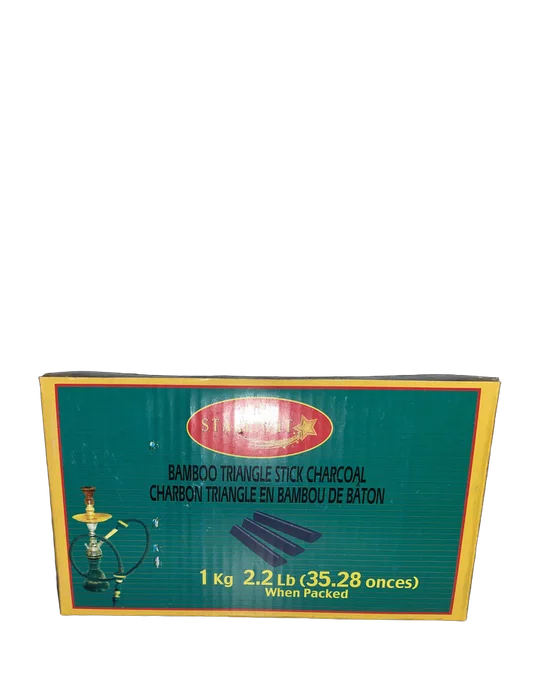 BAMBOO TRIANGLE STICK CHARCOAL
CHARBON TRIANGLE EN BAMBOU DE BÂTON
1 Kg 2.2 Lb (35.28 onces)
When Packed